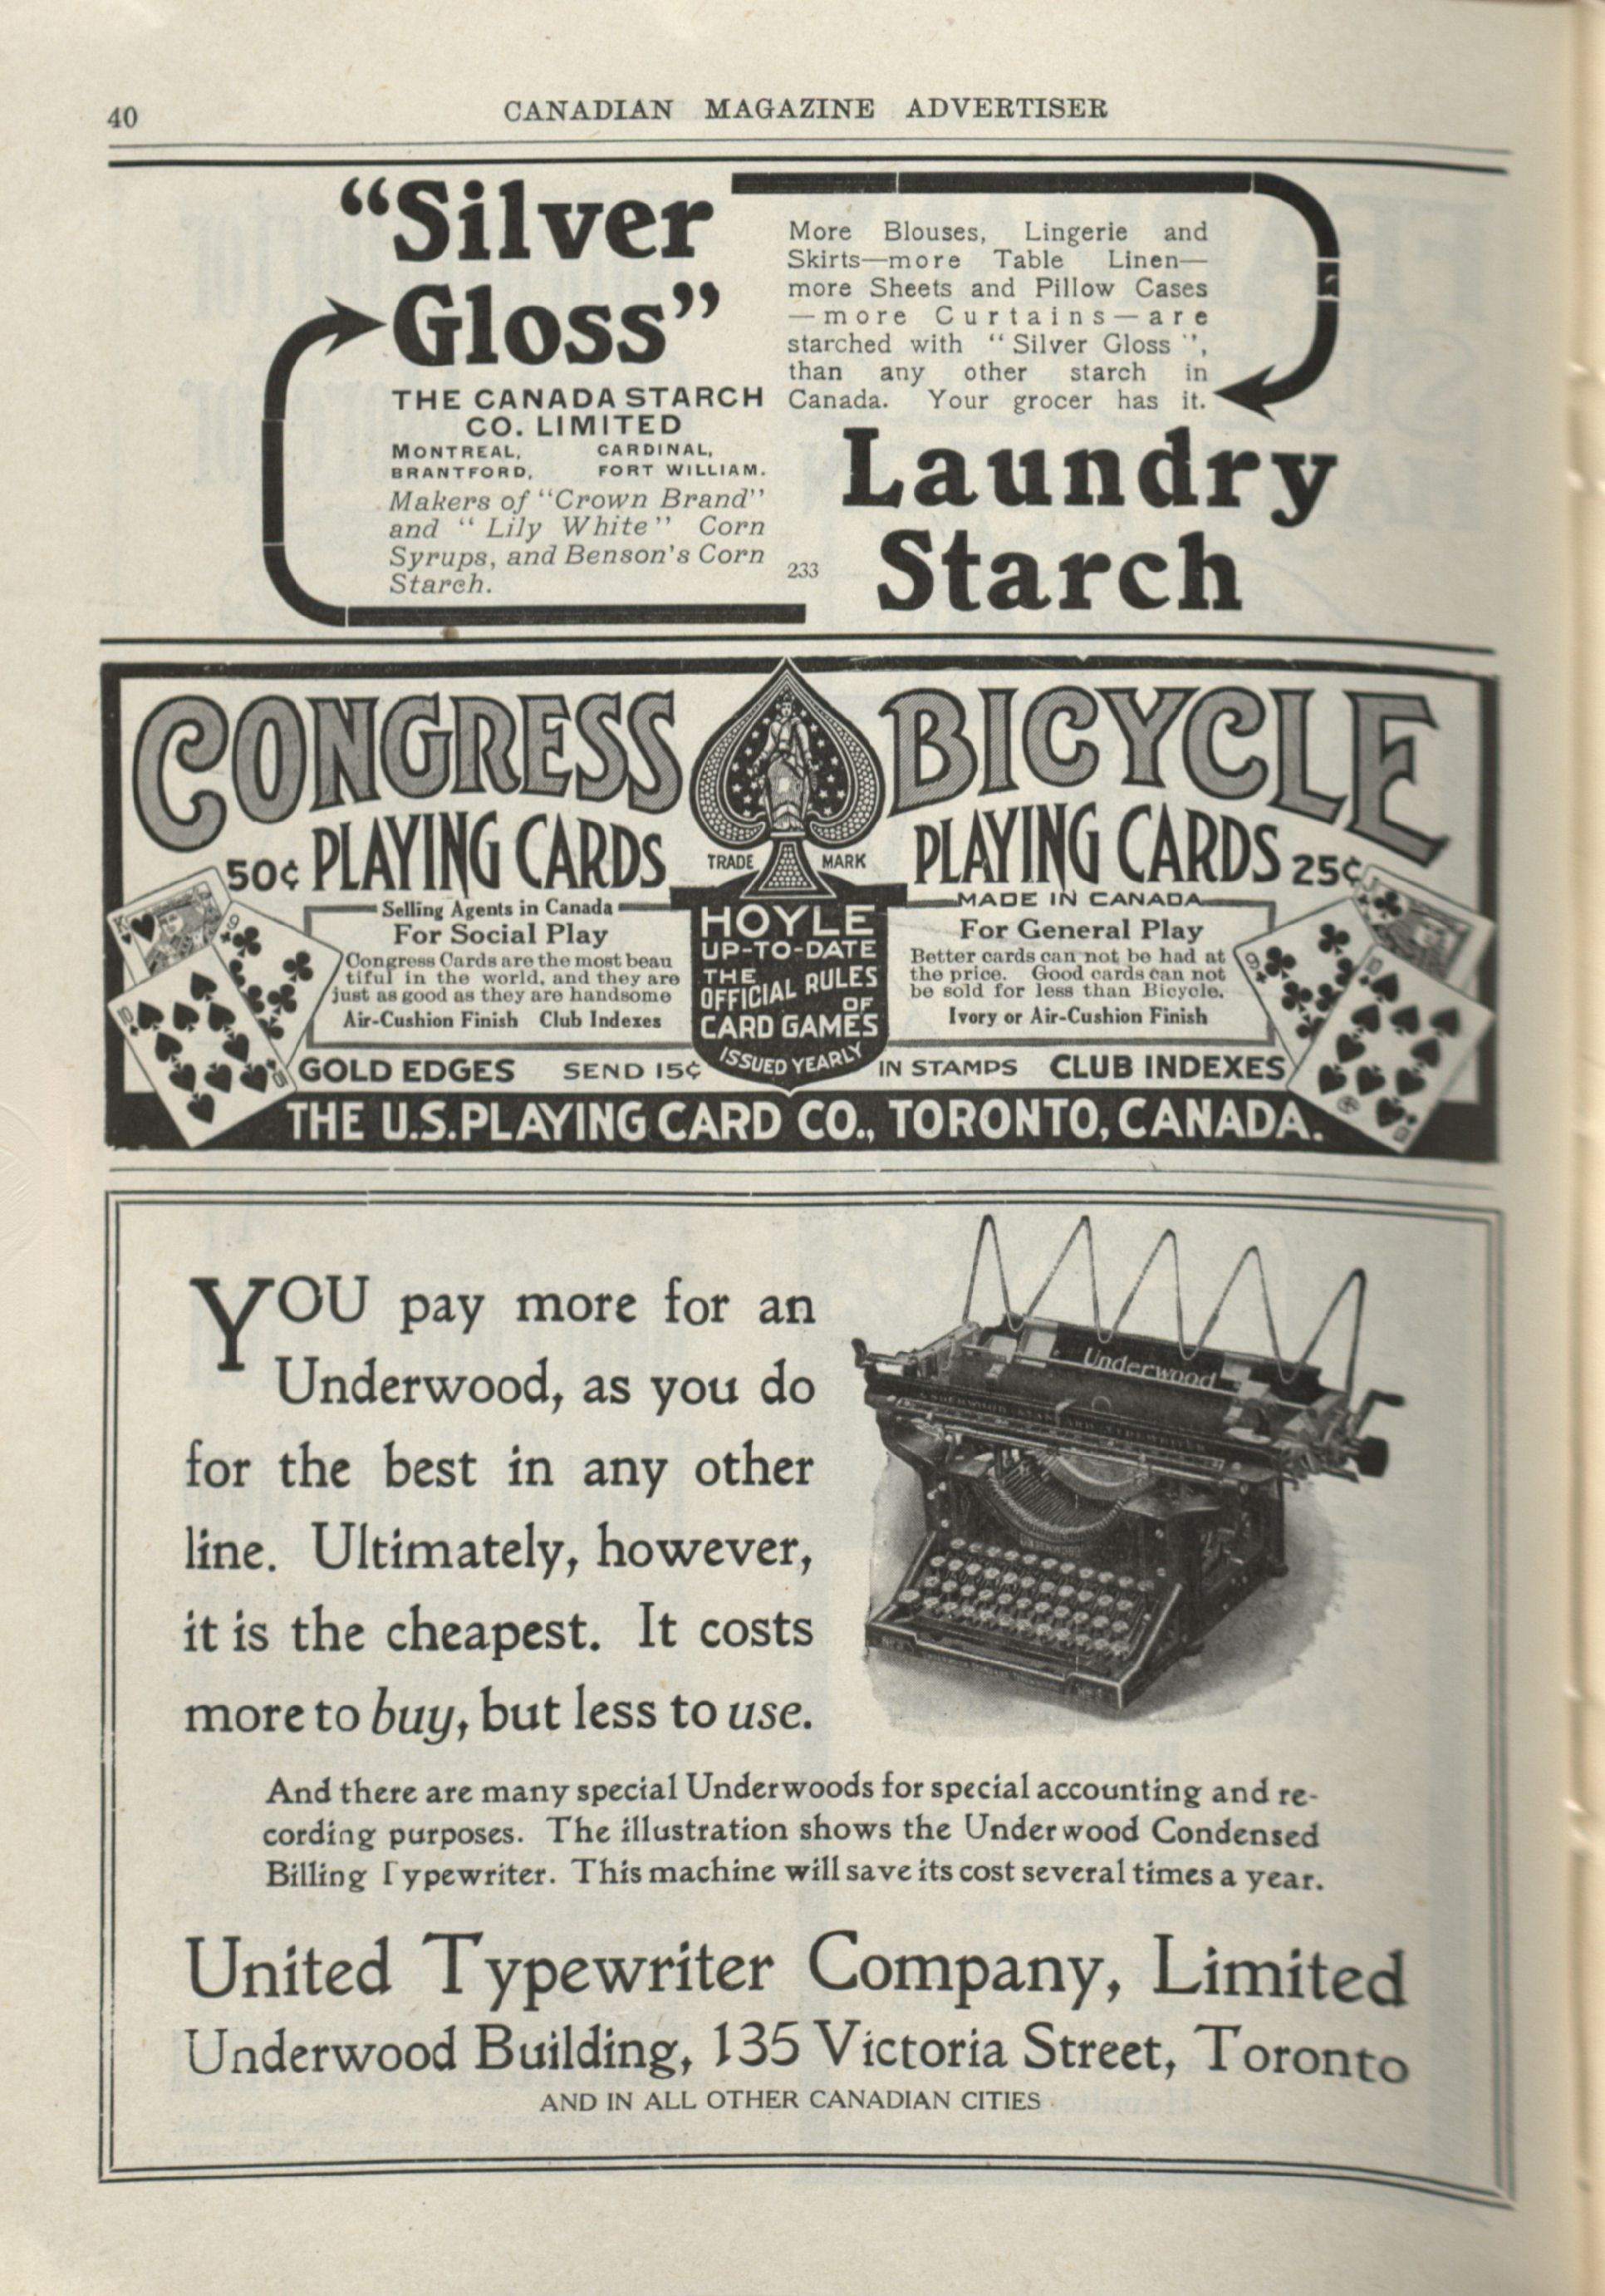 40
CANADIAN MAGAZINE ADVERTISER
“Silver
Gloss”
THE CANADA STARCH
CO. LIMITED
MONTREAL, CARDINAL,
BRANTFORD, FORT WILLIAM.
Makers of “Crown Brand”
and “Lily White” Corn
Syrups, and Benson's Corn
Starch.
More Blouses, Lingerie and
Skirts—more Table Linen—
more Sheets and Pillow Cases
—more Curtains—are
starched with “Silver Gloss”,
than any other starch in
Canada. Your grocer has it.
233
Laundry
Starch
CONGRESS
PLAYING CARDS
50¢
Selling Agents in Canada
For Social Play
Congress Cards are the most beau
tiful in the world, and they are
just as good as they are handsome
Air-Cushion Finish Club Indexes
TRADE MARK
HOYLE
UP-TO-DATE
THE
OFFICIAL RULES
OF
CARD GAMES
ISSUED YEARLY
BICYCLE
PLAYING CARDS 25¢
MADE IN CANADA
For General Play
Better cards can not be had at
the price. Good cards can not
be sold for less than Bicycle.
Ivory or Air-Cushion Finish
GOLD EDGES SEND 15¢ IN STAMPS CLUB INDEXES
THE U.S. PLAYING CARD CO., TORONTO, CANADA.
K
9
10
10
9
J
10
10
YOU pay more for an
Underwood, as you do
for the best in any other
line. Ultimately, however,
it is the cheapest. It costs
more to buy, but less to use.
Underwood
UNDERWOOD STANDARD TYPEWRITER
UNDERWOOD
And there are many special Underwoods for special accounting and re-
cording purposes. The illustration shows the Underwood Condensed
Billing Typewriter. This machine will save its cost several times a year.
United Typewriter Company, Limited
Underwood Building, 135 Victoria Street, Toronto
AND IN ALL OTHER CANADIAN CITIES